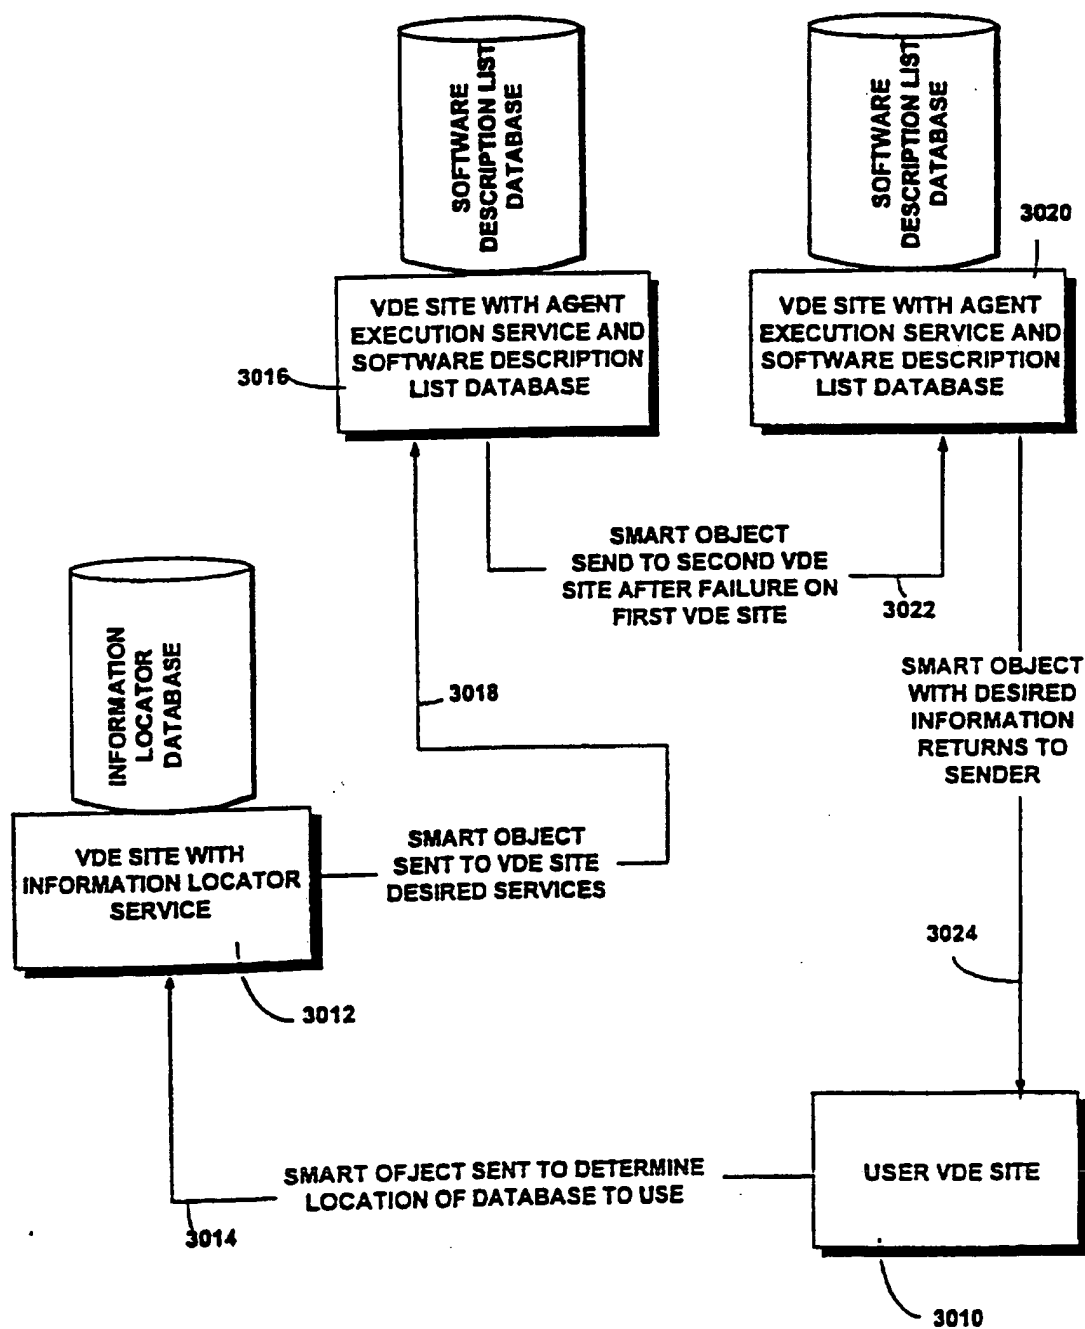 SOFTWARE
DESCRIPTION LIST
DATABASE
SOFTWARE
DESCRIPTION LIST
DATABASE
3020
VDE SITE WITH AGENT
EXECUTION SERVICE AND
SOFTWARE DESCRIPTION
LIST DATABASE
3016
VDE SITE WITH AGENT
EXECUTION SERVICE AND
SOFTWARE DESCRIPTION
LIST DATABASE
SMART OBJECT
SEND TO SECOND VDE
SITE AFTER FAILURE ON
FIRST VDE SITE
3022
INFORMATION
LOCATOR
DATABASE
3018
SMART OBJECT
WITH DESIRED
INFORMATION
RETURNS TO
SENDER
VDE SITE WITH
INFORMATION LOCATOR
SERVICE
SMART OBJECT
SENT TO VDE SITE
DESIRED SERVICES
3024
3012
SMART OFJECT SENT TO DETERMINE
LOCATION OF DATABASE TO USE
USER VDE SITE
3014
3010